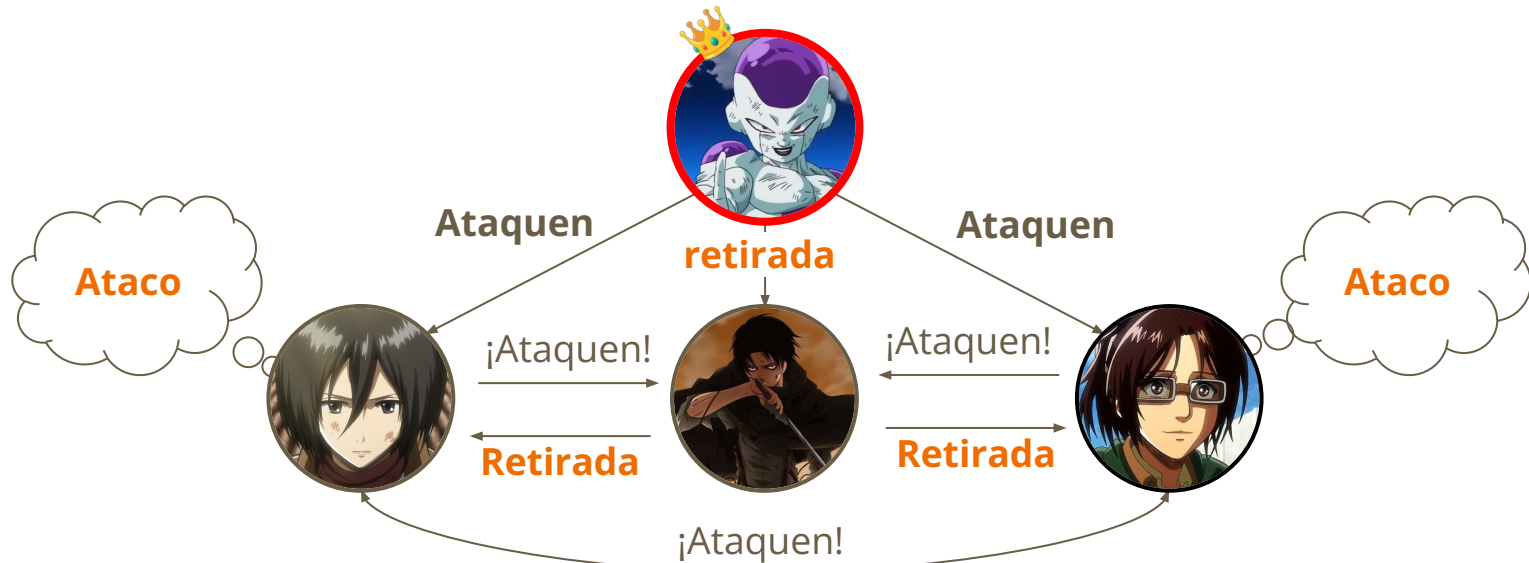 Ataquen
Ataquen
retirada
Ataco
Ataco
¡Ataquen!
¡Ataquen!
Retirada
Retirada
¡Ataquen!